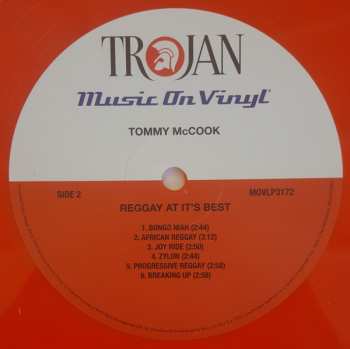 TROJAN
Music On Vinyl
TOMMY McCOOK
SIDE 2
MOVLP3172
REGGAY AT IT'S BEST
1. BONGO NIAH (2:44)
2. AFRICAN REGGAY (3:12)
3. JOY RIDE (2:50)
4. ZYLON (2:44)
5. PROGRESSIVE REGGAY (2:58)
6. BREAKING UP (2:58)